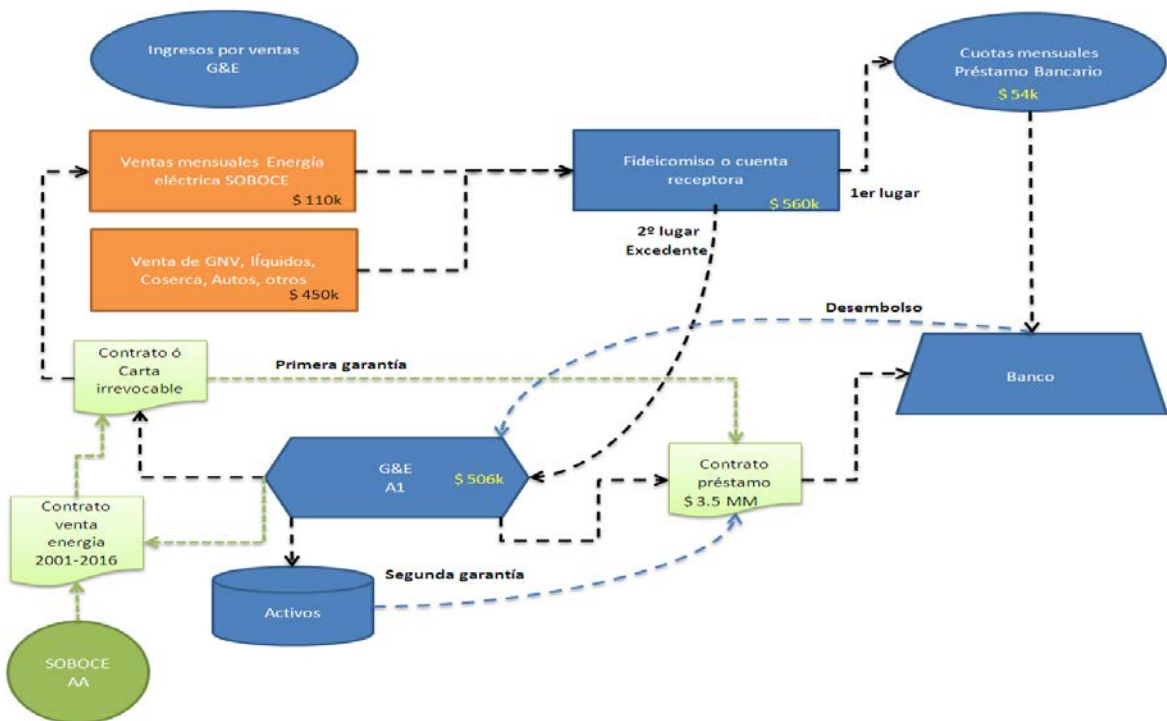 Ingresos por ventas
G&E
Cuotas mensuales
Préstamo Bancario
$ 54k
Ventas mensuales Energía
eléctrica SOBOCE
$ 110k
Fideicomiso o cuenta
receptora
$ 560k
1er lugar
2º lugar
Excedente
Venta de GNV, lÍquidos,
Coserca, Autos, otros
$ 450k
Desembolso
Contrato ó
Carta
irrevocable
Primera garantía
Banco
G&E
A1
$ 506k
Contrato
préstamo
$ 3.5 MM
Contrato
venta
energia
2001-2016
Segunda garantía
Activos
SOBOCE
AA